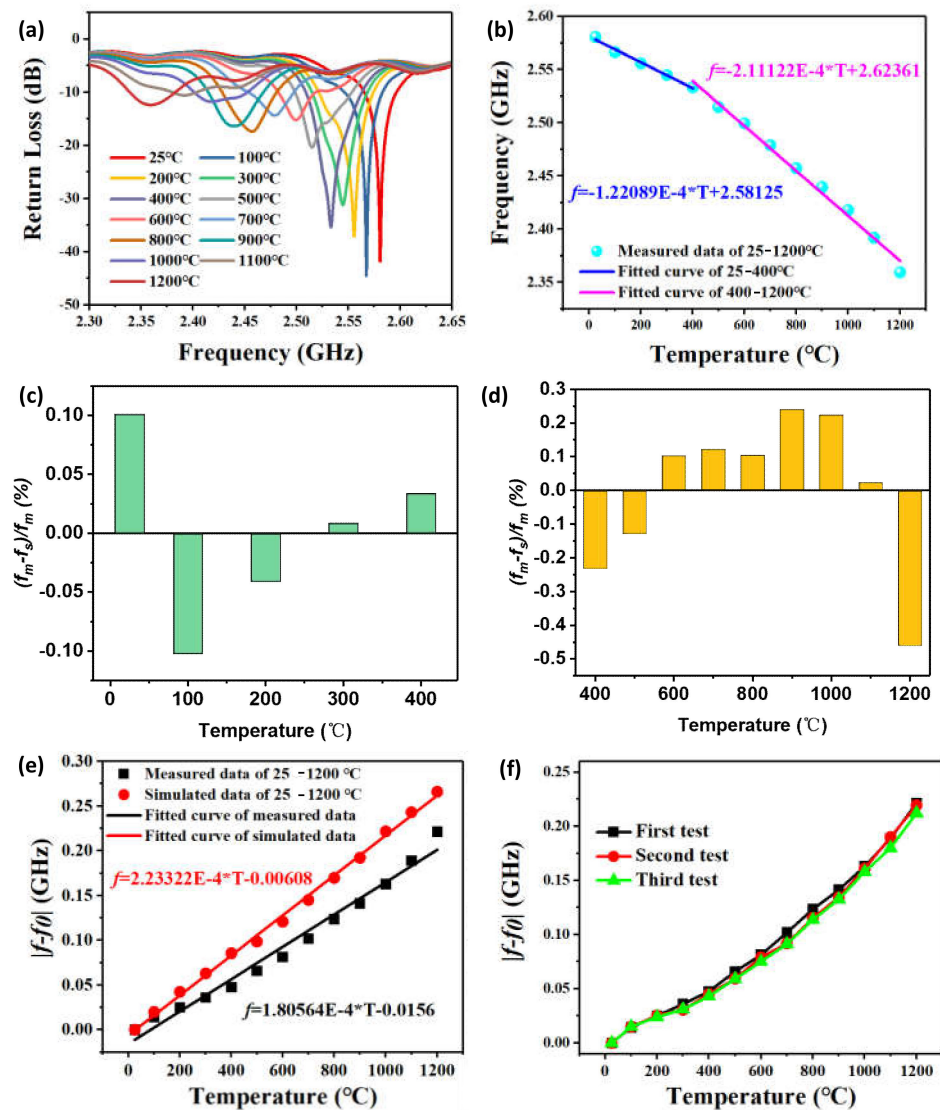 (a)
0
-10
-20
-30
-40
-50
Return Loss (dB)
25℃ 100℃
200℃ 300℃
400℃ 500℃
600℃ 700℃
800℃ 900℃
1000℃ 1100℃
1200℃
2.30 2.35 2.40 2.45 2.50 2.55 2.60 2.65
Frequency (GHz)
(b)
2.60
2.55
2.50
2.45
2.40
2.35
Frequency (GHz)
f=-2.11122E-4*T+2.62361
f=-1.22089E-4*T+2.58125
Measured data of 25-1200℃
Fitted curve of 25-400℃
Fitted curve of 400-1200℃
0 200 400 600 800 1000 1200
Temperature (℃)
(c)
0.10
0.05
0.00
-0.05
-0.10
(fm-fs)/fm (%)
0 100 200 300 400
Temperature (℃)
(d)
0.3
0.2
0.1
0.0
-0.1
-0.2
-0.3
-0.4
-0.5
(fm-fs)/fm (%)
400 600 800 1000 1200
Temperature (℃)
(e)
0.30
0.25
0.20
0.15
0.10
0.05
0.00
|f-f0| (GHz)
Measured data of 25 -1200 ℃
Simulated data of 25 -1200 ℃
Fitted curve of measured data
Fitted curve of simulated data
f=2.23322E-4*T-0.00608
f=1.80564E-4*T-0.0156
0 200 400 600 800 1000 1200
Temperature (℃)
(f)
0.25
0.20
0.15
0.10
0.05
0.00
|f-f0| (GHz)
First test
Second test
Third test
0 200 400 600 800 1000 1200
Temperature (℃)